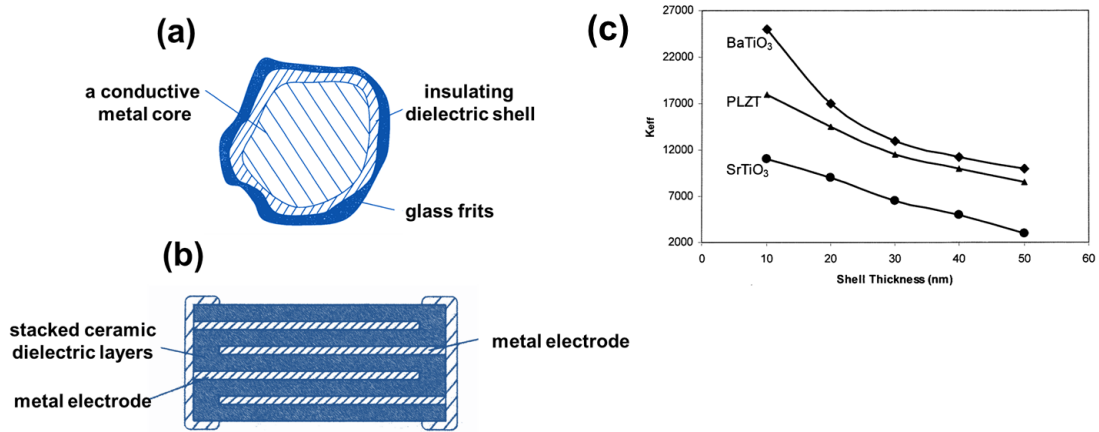 (a)
a conductive
metal core
insulating
dielectric shell
glass frits
(b)
stacked ceramic
dielectric layers
metal electrode
metal electrode
(c)
27000
22000
17000
12000
7000
2000
Keff
BaTiO₃
PLZT
SrTiO₃
0
10
20
30
40
50
60
Shell Thickness (nm)